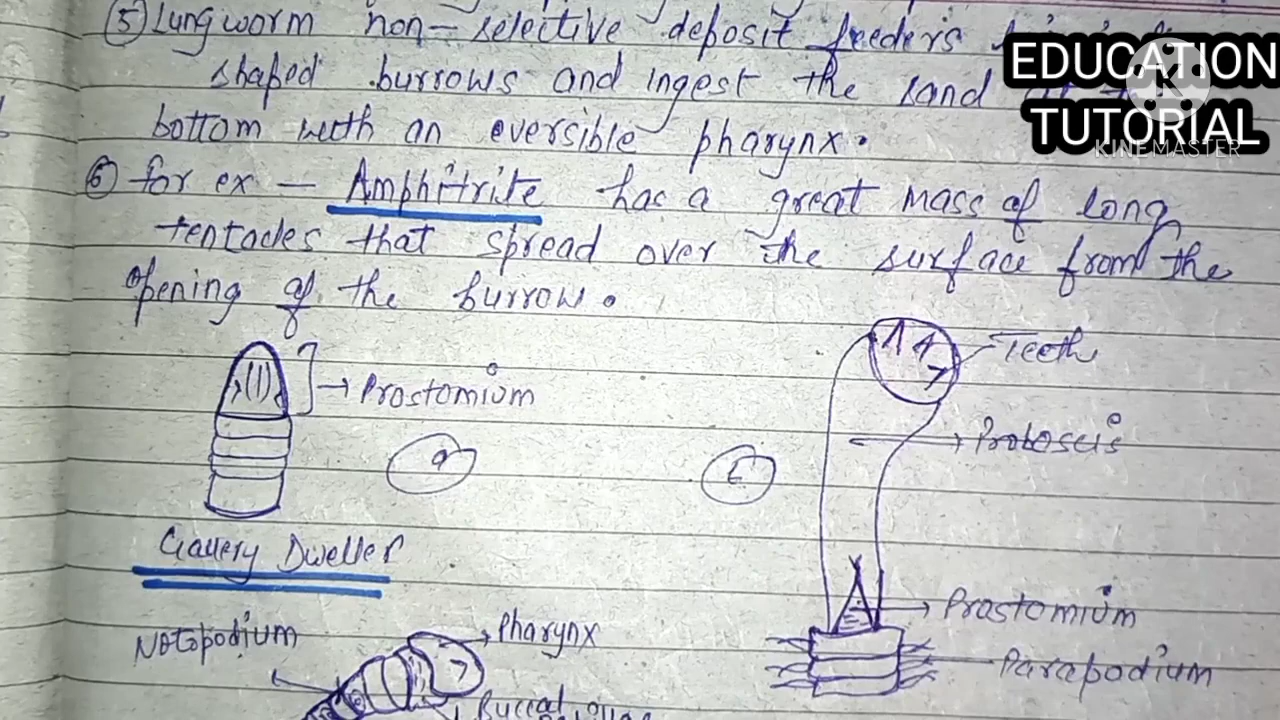 ⑤ Lungworm non-selective deposit feeders
shaped burrows and ingest the sand
bottom with an eversible pharynx.
⑥ for ex - Amphitrite has a great mass of long
tentacles that spread over the surface from the
opening of the burrow.
EDUCATION
TUTORIAL
KINEMASTER
K
Teeth
Prostomium
Proboscis
a
Gallery Dweller
Prostomium
Parapodium
Notopodium
Pharynx
Buccal